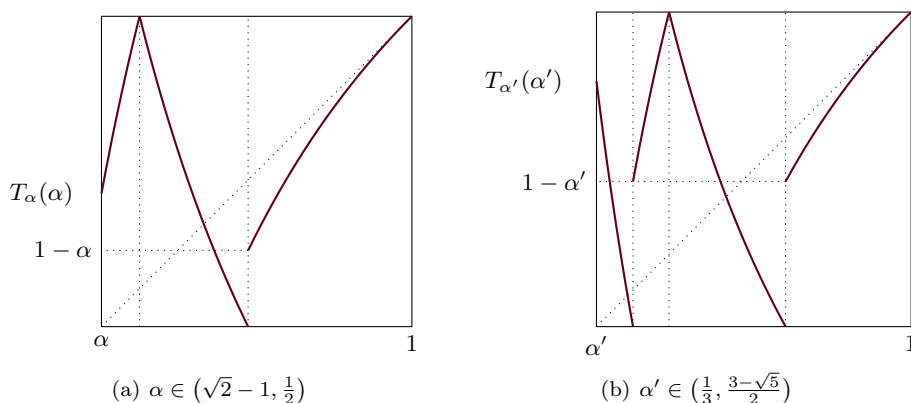 T_α(α)
1 − α
α
1
(a) α ∈ (√2 − 1, 1/2)
T_α′(α′)
1 − α′
α′
1
(b) α′ ∈ (1/3, (3−√5)/2)